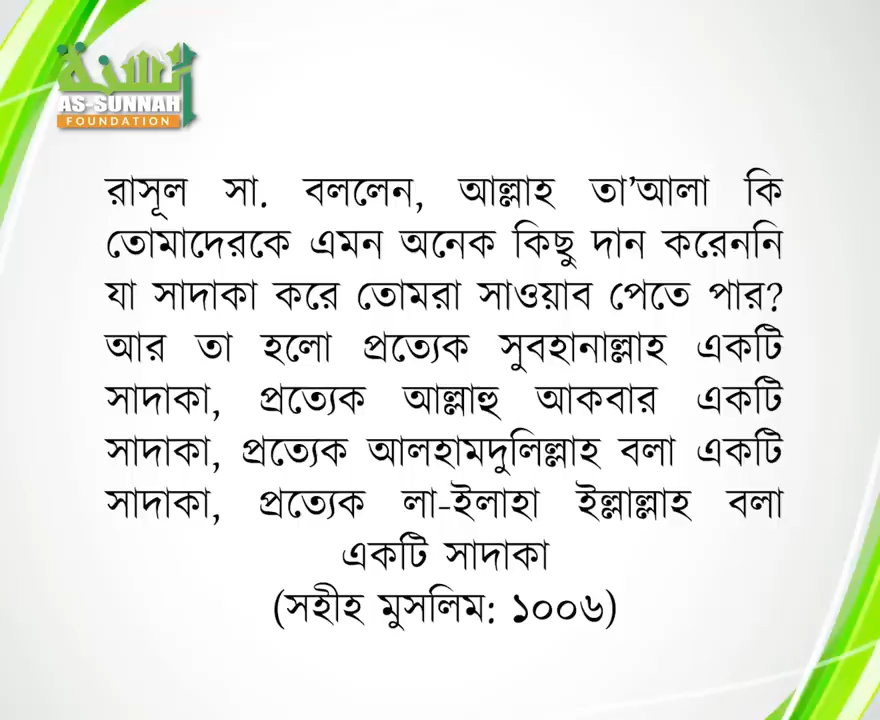 السنة
AS-SUNNAH
FOUNDATION
রাসূল সা. বললেন, আল্লাহ তা’আলা কি
তোমাদেরকে এমন অনেক কিছু দান করেননি
যা সাদাকা করে তোমরা সাওয়াব পেতে পার?
আর তা হলো প্রত্যেক সুবহানাল্লাহ একটি
সাদাকা, প্রত্যেক আল্লাহু আকবার একটি
সাদাকা, প্রত্যেক আলহামদুলিল্লাহ বলা একটি
সাদাকা, প্রত্যেক লা-ইলাহা ইল্লাল্লাহ বলা
একটি সাদাকা
(সহীহ মুসলিম: ১০০৬)